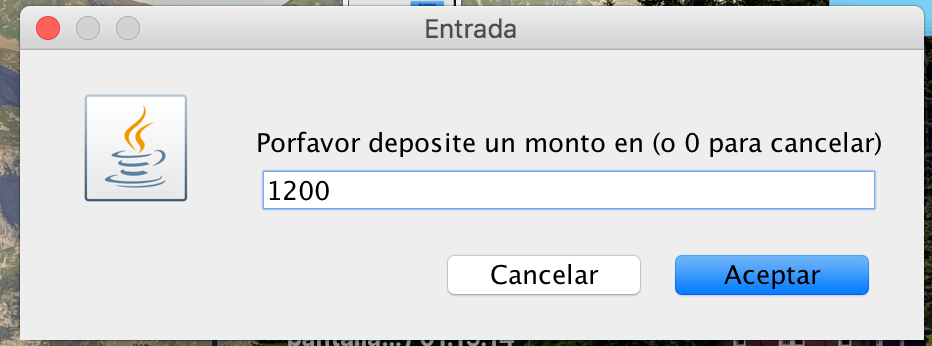 Entrada
Porfavor deposite un monto en (o 0 para cancelar)
1200
Cancelar
Aceptar